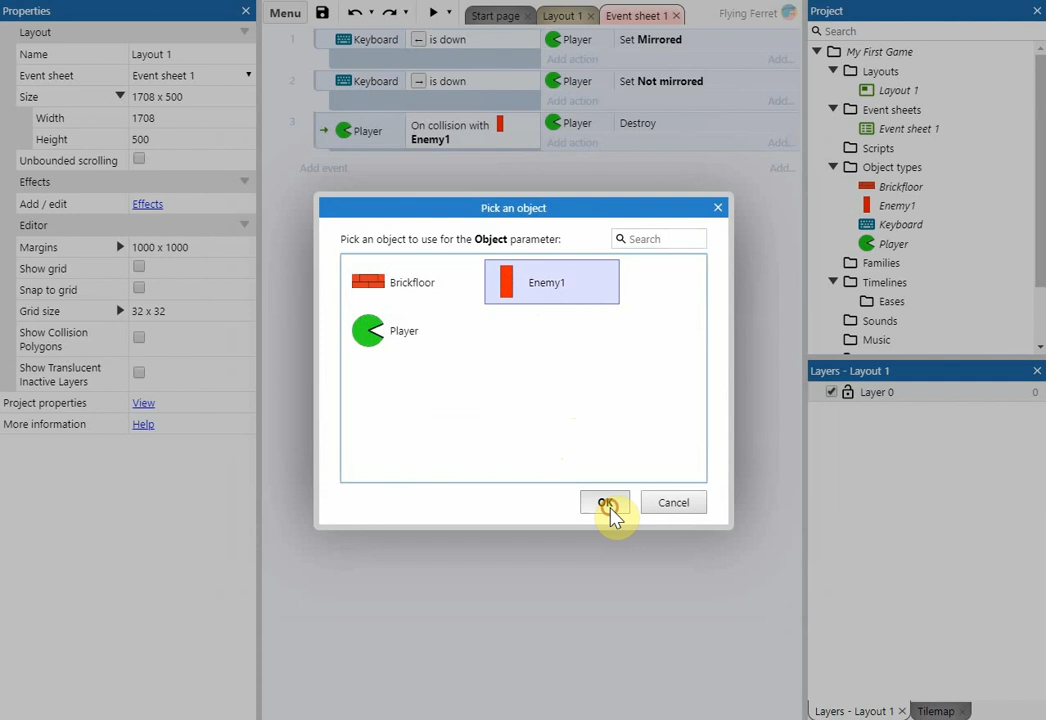 Properties
Layout
Name Layout 1
Event sheet Event sheet 1
Size 1708 x 500
Width 1708
Height 500
Unbounded scrolling
Effects
Add / edit Effects
Editor
Margins 1000 x 1000
Show grid
Snap to grid
Grid size 32 x 32
Show Collision
Polygons
Show Translucent
Inactive Layers
Project properties View
More information Help
Menu Start page Layout 1 Event sheet 1 Flying Ferret
1 Keyboard ← is down Player Set Mirrored
Add action Add...
2 Keyboard ← is down Player Set Not mirrored
Add action Add...
3 Player On collision with Enemy1 Player Destroy
Add action Add...
Add event Add...
Pick an object
Pick an object to use for the Object parameter: Search
Brickfloor Enemy1
Player
OK Cancel
Project
Search
My First Game
Layouts
Layout 1
Event sheets
Event sheet 1
Scripts
Object types
Brickfloor
Enemy1
Keyboard
Player
Families
Timelines
Eases
Sounds
Music
Layers - Layout 1
Layer 0 0
Layers - Layout 1 Tilemap